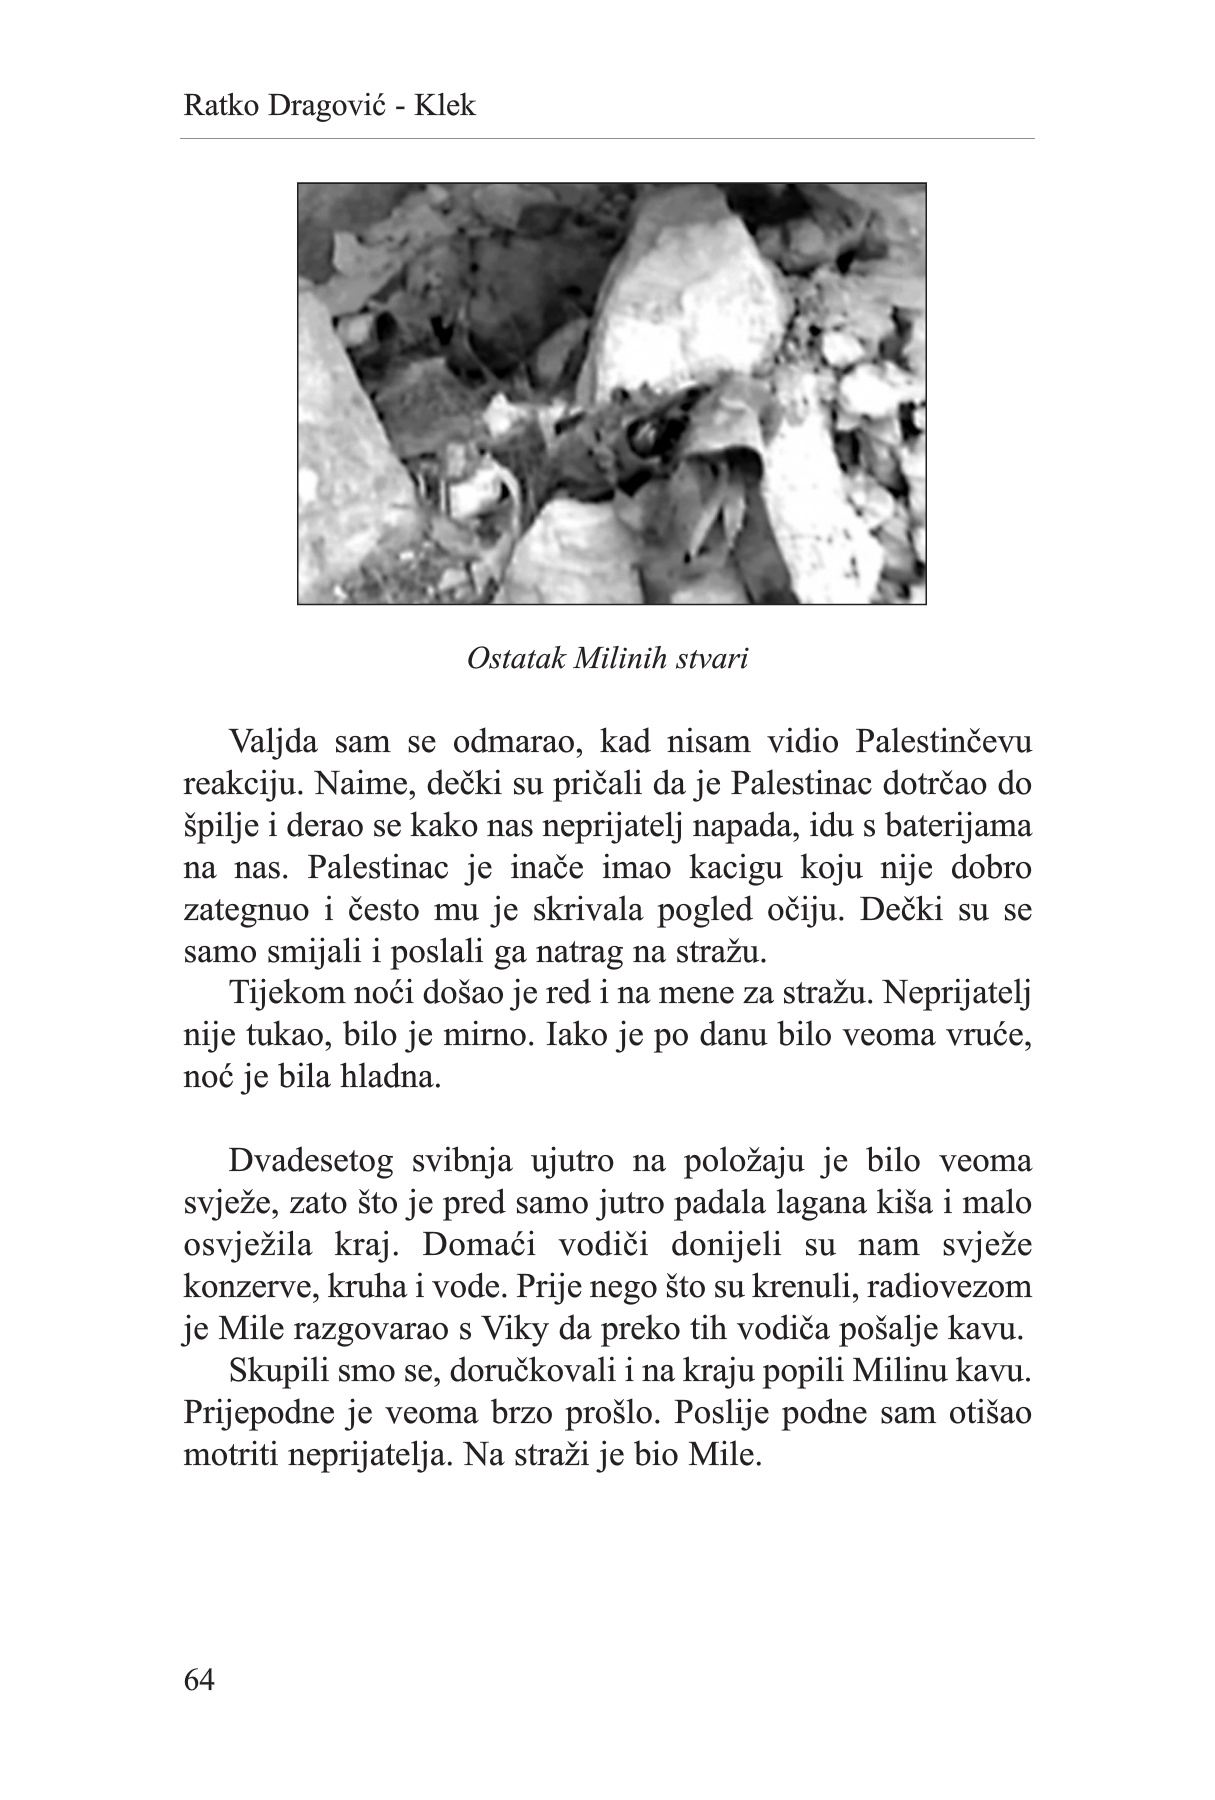 Ratko Dragović - Klek
Ostatak Milinih stvari
Valjda sam se odmarao, kad nisam vidio Palestinčevu
reakciju. Naime, dečki su pričali da je Palestinac dotrčao do
špilje i derao se kako nas neprijatelj napada, idu s baterijama
na nas. Palestinac je inače imao kacigu koju nije dobro
zategnuo i često mu je skrivala pogled očiju. Dečki su se
samo smijali i poslali ga natrag na stražu.
Tijekom noći došao je red i na mene za stražu. Neprijatelj
nije tukao, bilo je mirno. Iako je po danu bilo veoma vruće,
noć je bila hladna.
Dvadesetog svibnja ujutro na položaju je bilo veoma
svježe, zato što je pred samo jutro padala lagana kiša i malo
osvježila kraj. Domaći vodiči donijeli su nam svježe
konzerve, kruha i vode. Prije nego što su krenuli, radiovezom
je Mile razgovarao s Viky da preko tih vodiča pošalje kavu.
Skupili smo se, doručkovali i na kraju popili Milinu kavu.
Prijepodne je veoma brzo prošlo. Poslije podne sam otišao
motriti neprijatelja. Na straži je bio Mile.
64